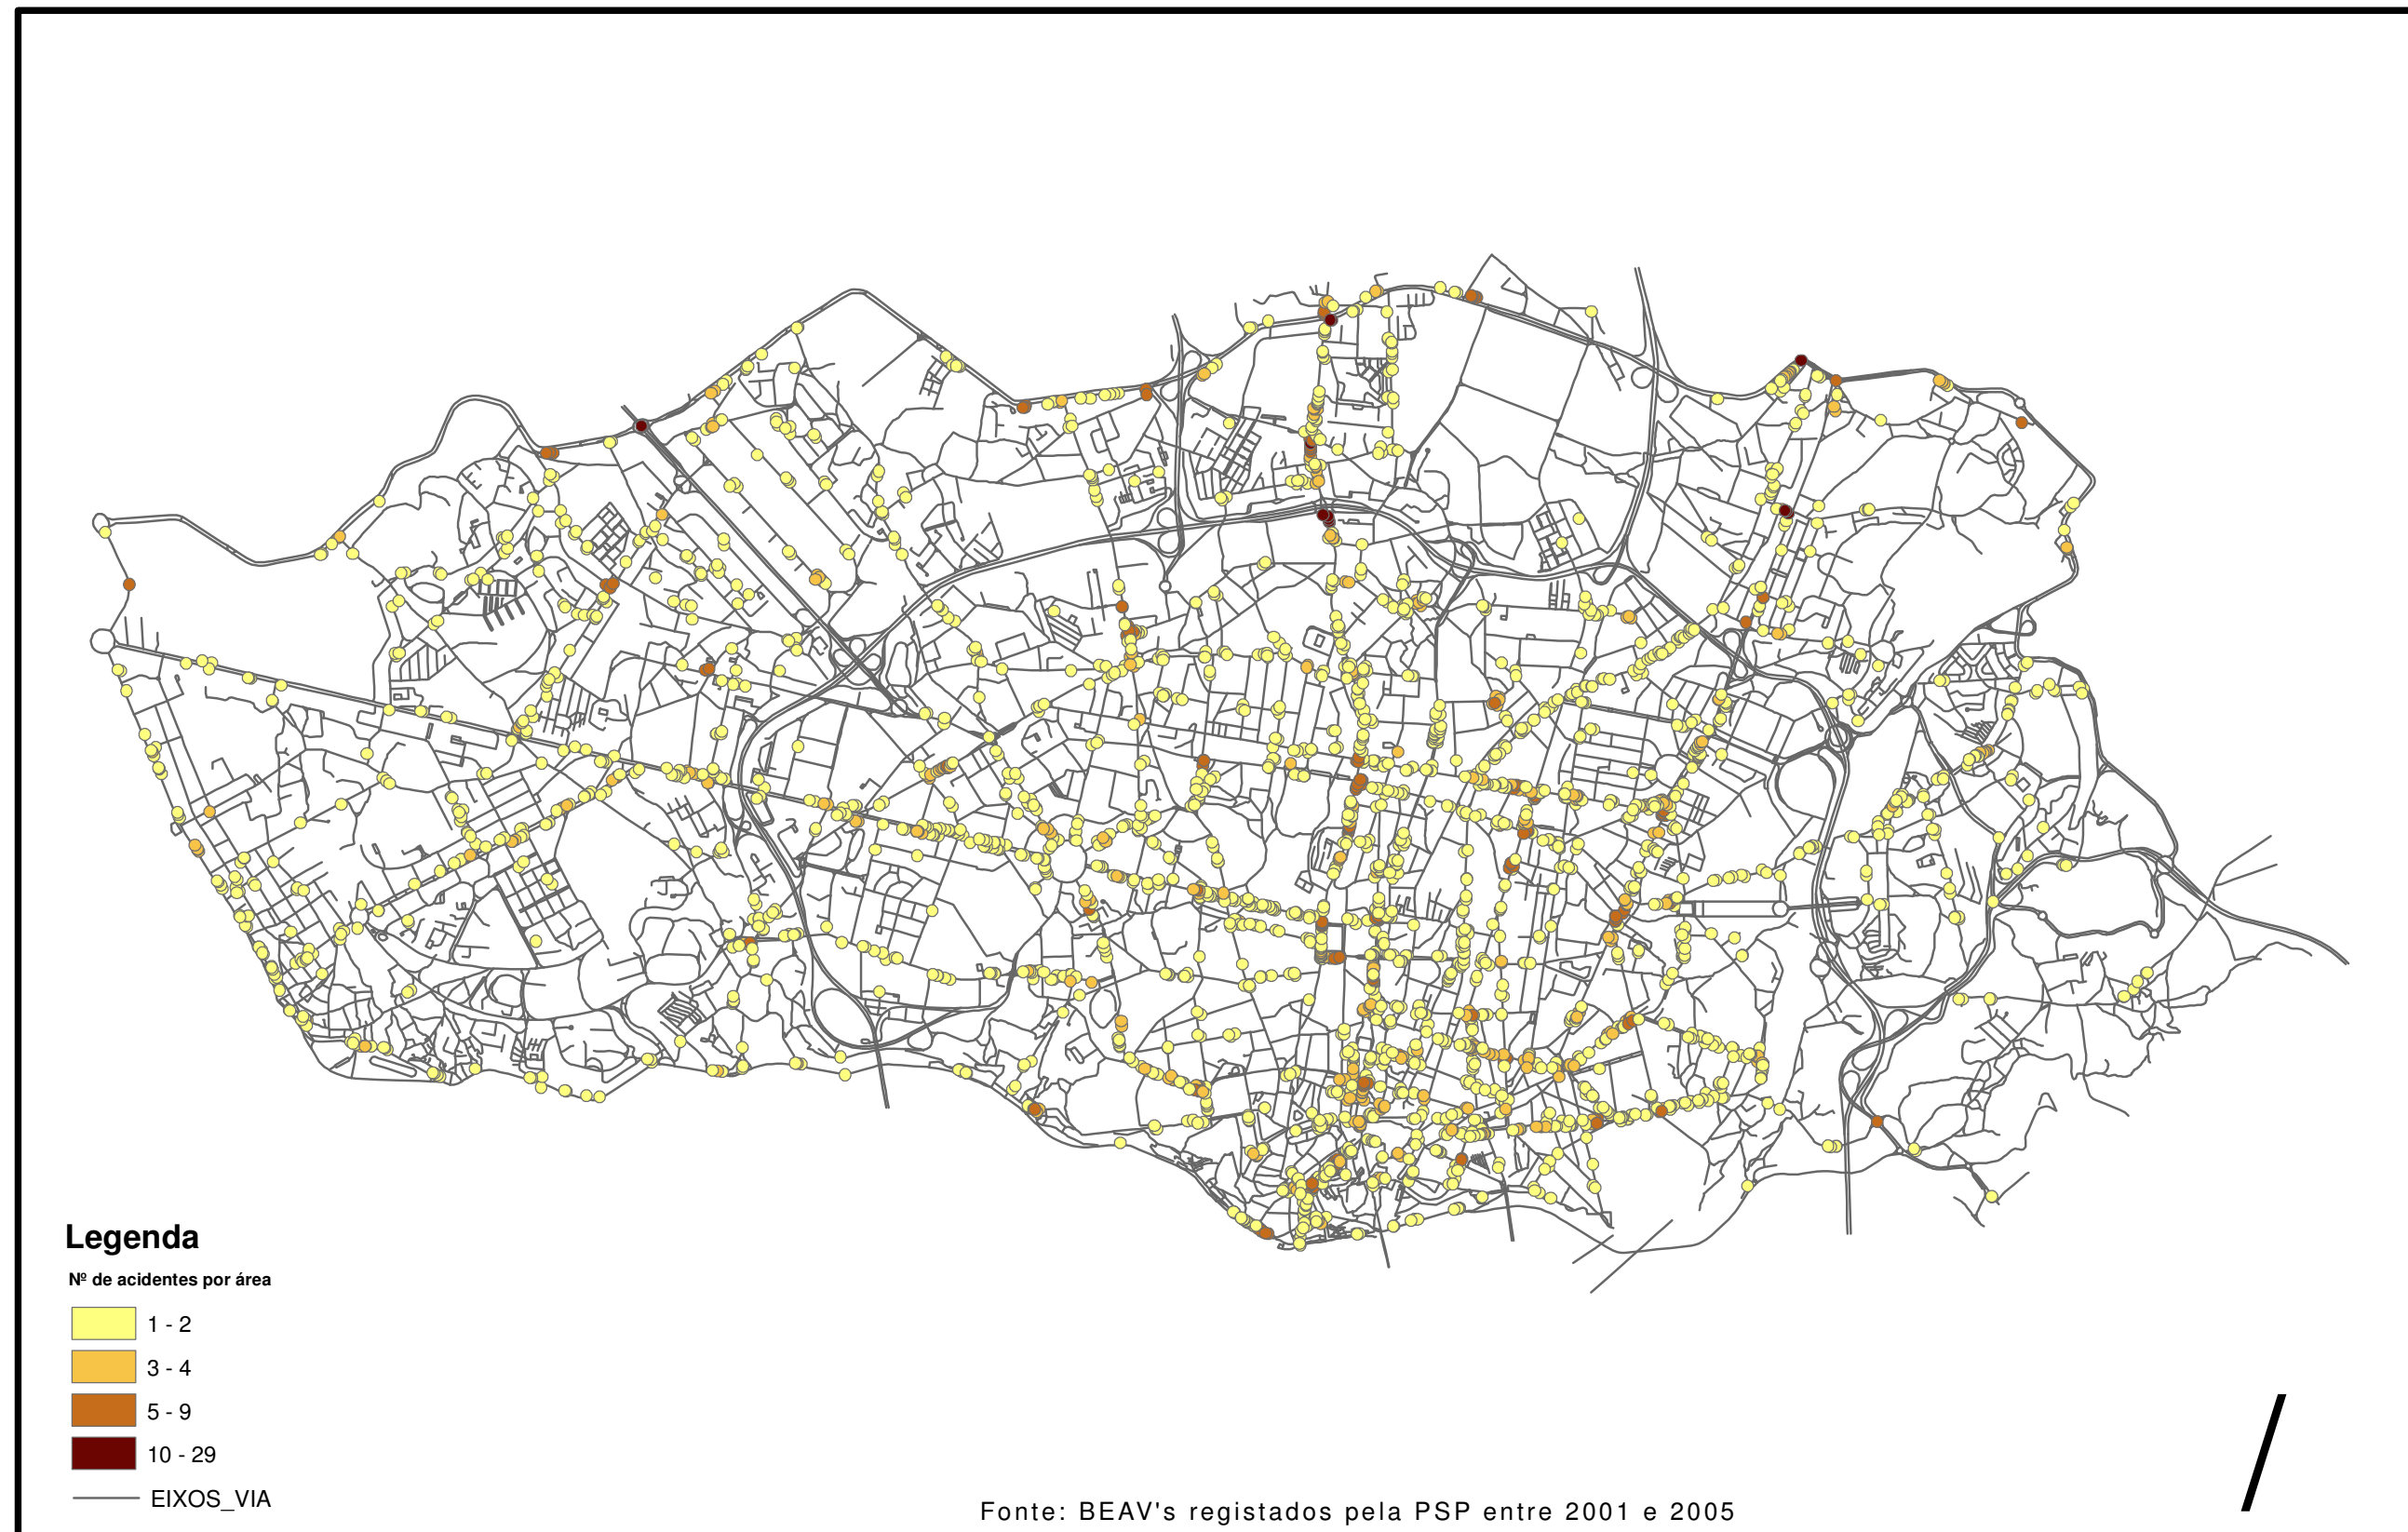 Legenda
Nº de acidentes por área
1 - 2
3 - 4
5 - 9
10 - 29
EIXOS_VIA
Fonte: BEAV's registados pela PSP entre 2001 e 2005
/